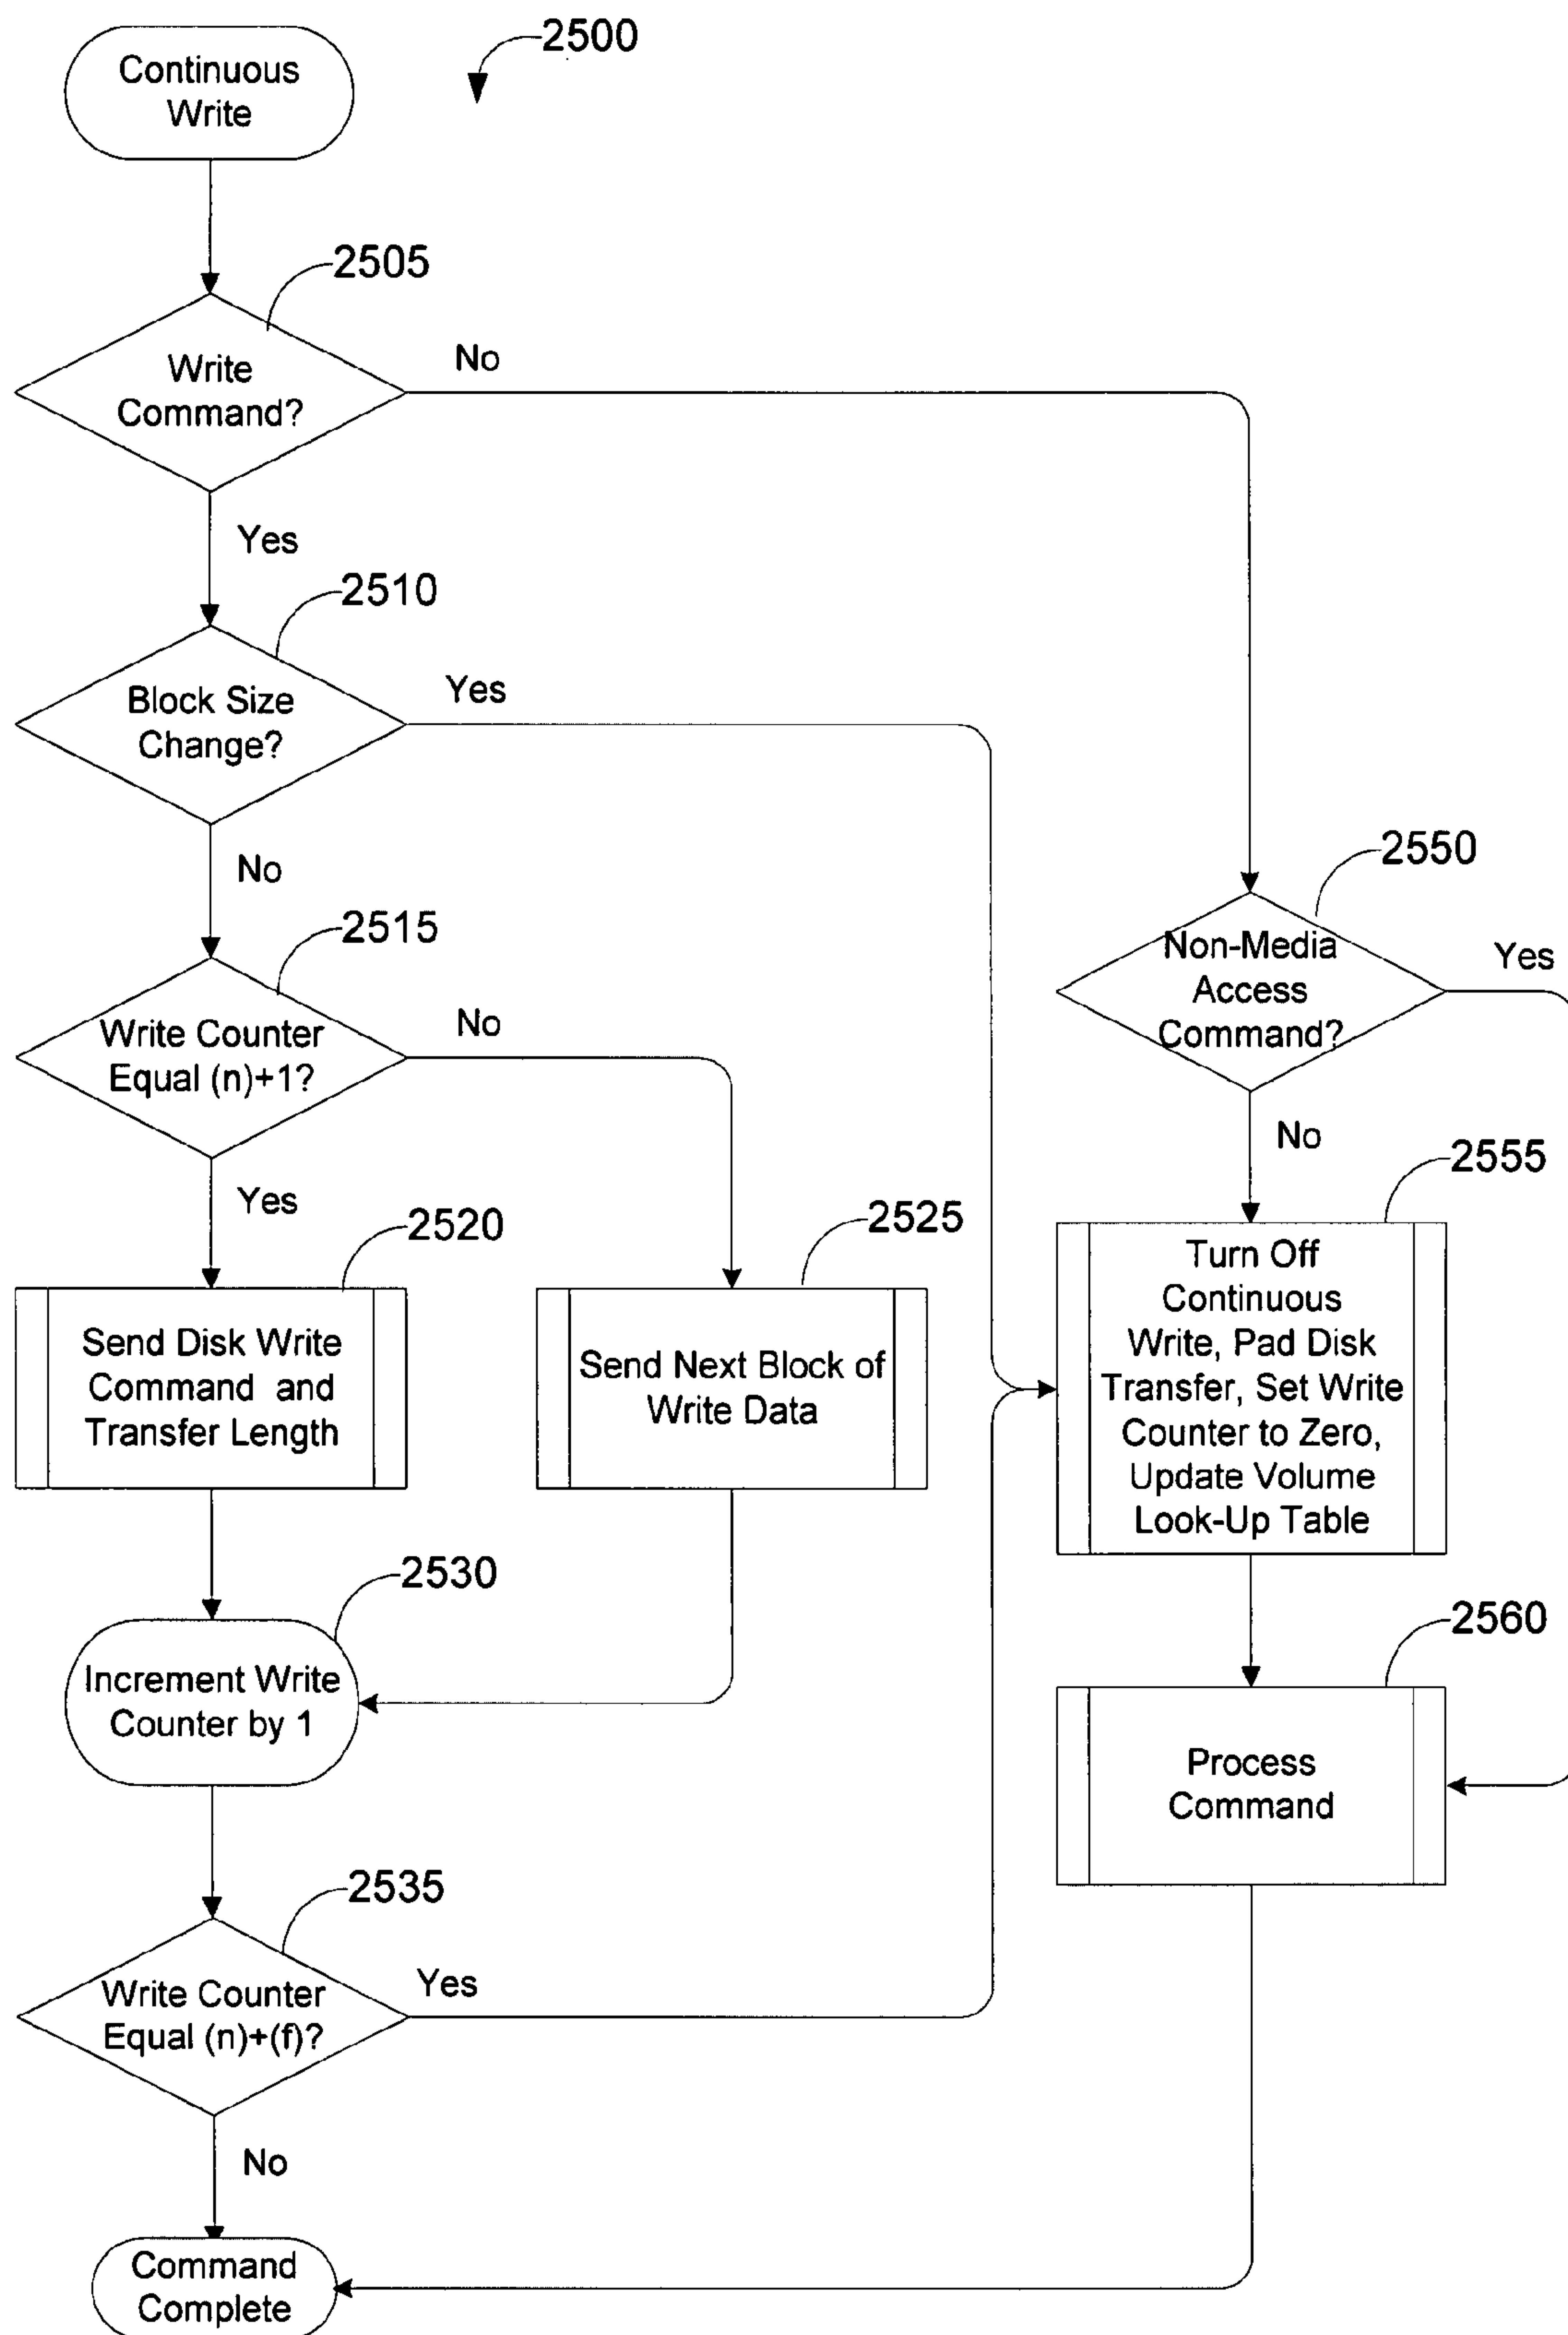 Continuous
Write
2500
2505
Write
Command?
No
Yes
2510
Block Size
Change?
Yes
No
2515
Write Counter
Equal (n)+1?
No
Yes
2520
Send Disk Write
Command and
Transfer Length
2525
Send Next Block of
Write Data
2530
Increment Write
Counter by 1
2535
Write Counter
Equal (n)+(f)?
Yes
No
2550
Non-Media
Access
Command?
Yes
No
2555
Turn Off
Continuous
Write, Pad Disk
Transfer, Set Write
Counter to Zero,
Update Volume
Look-Up Table
2560
Process
Command
Command
Complete